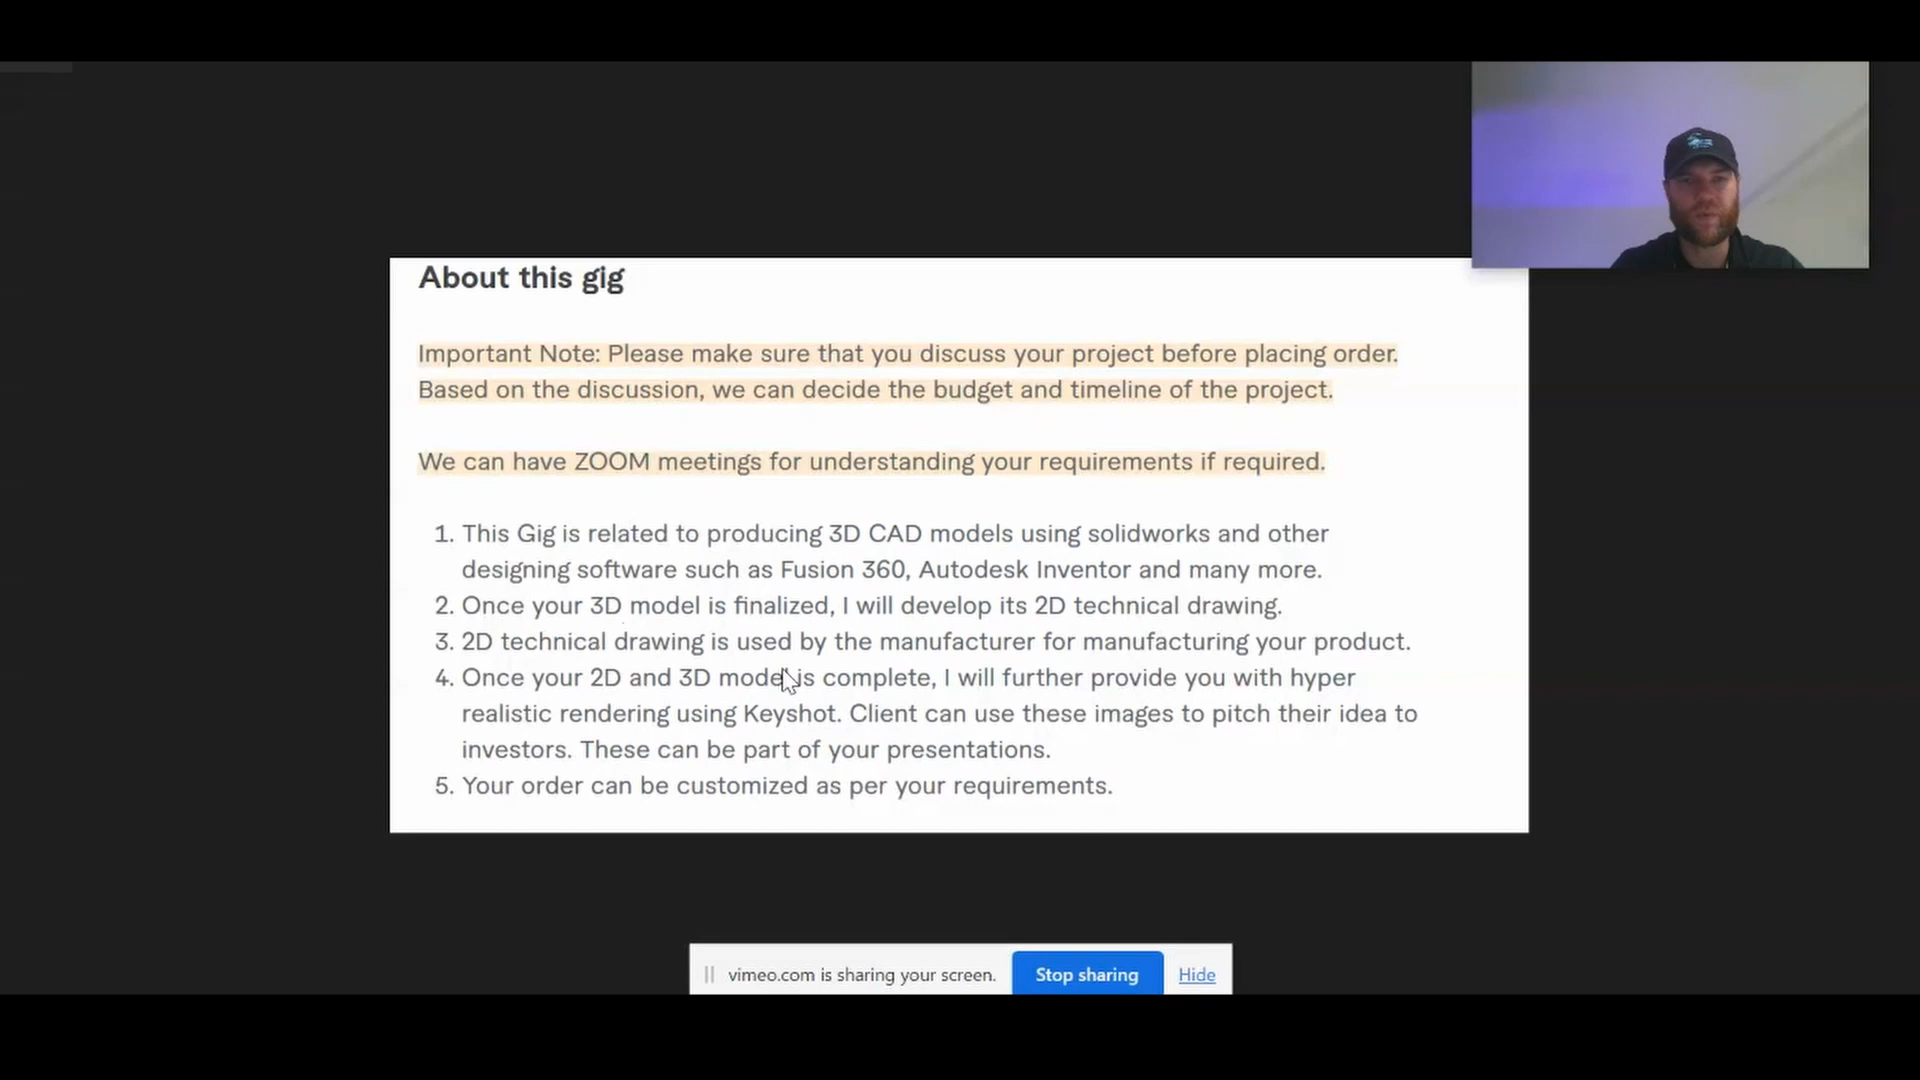 About this gig
Important Note: Please make sure that you discuss your project before placing order.
Based on the discussion, we can decide the budget and timeline of the project.
We can have ZOOM meetings for understanding your requirements if required.
1. This Gig is related to producing 3D CAD models using solidworks and other
designing software such as Fusion 360, Autodesk Inventor and many more.
2. Once your 3D model is finalized, I will develop its 2D technical drawing.
3. 2D technical drawing is used by the manufacturer for manufacturing your product.
4. Once your 2D and 3D model is complete, I will further provide you with hyper
realistic rendering using Keyshot. Client can use these images to pitch their idea to
investors. These can be part of your presentations.
5. Your order can be customized as per your requirements.
vimeo.com is sharing your screen. Stop sharing Hide